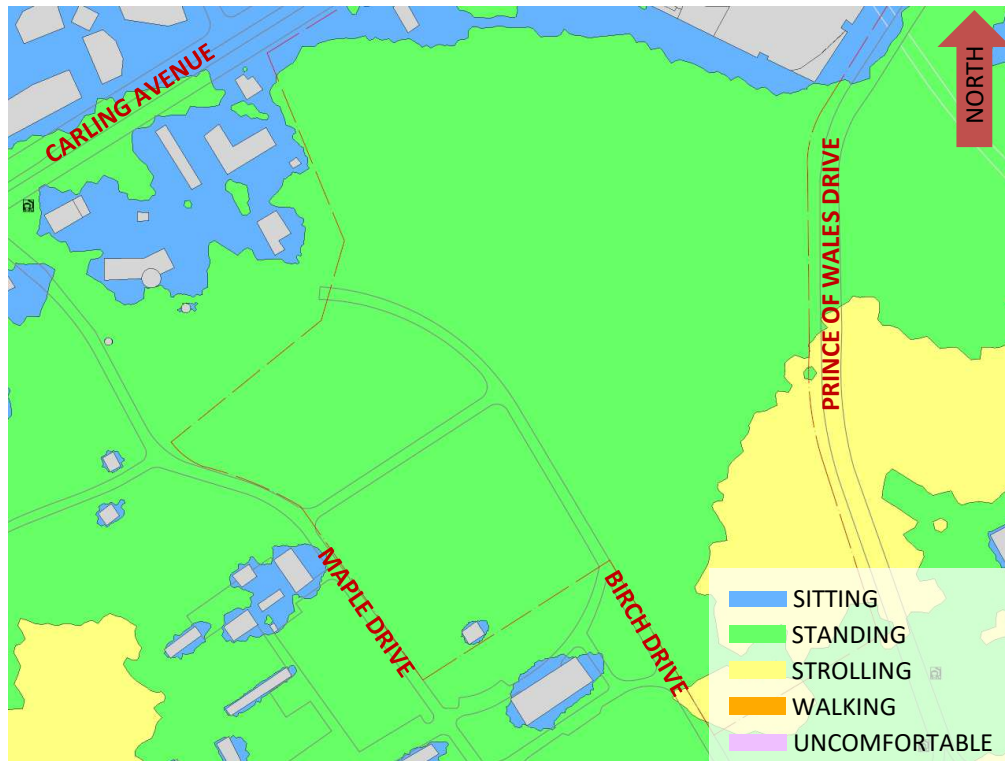 CARLING AVENUE
NORTH
PRINCE OF WALES DRIVE
MAPLE DRIVE
BIRCH DRIVE
SITTING
STANDING
STROLLING
WALKING
UNCOMFORTABLE